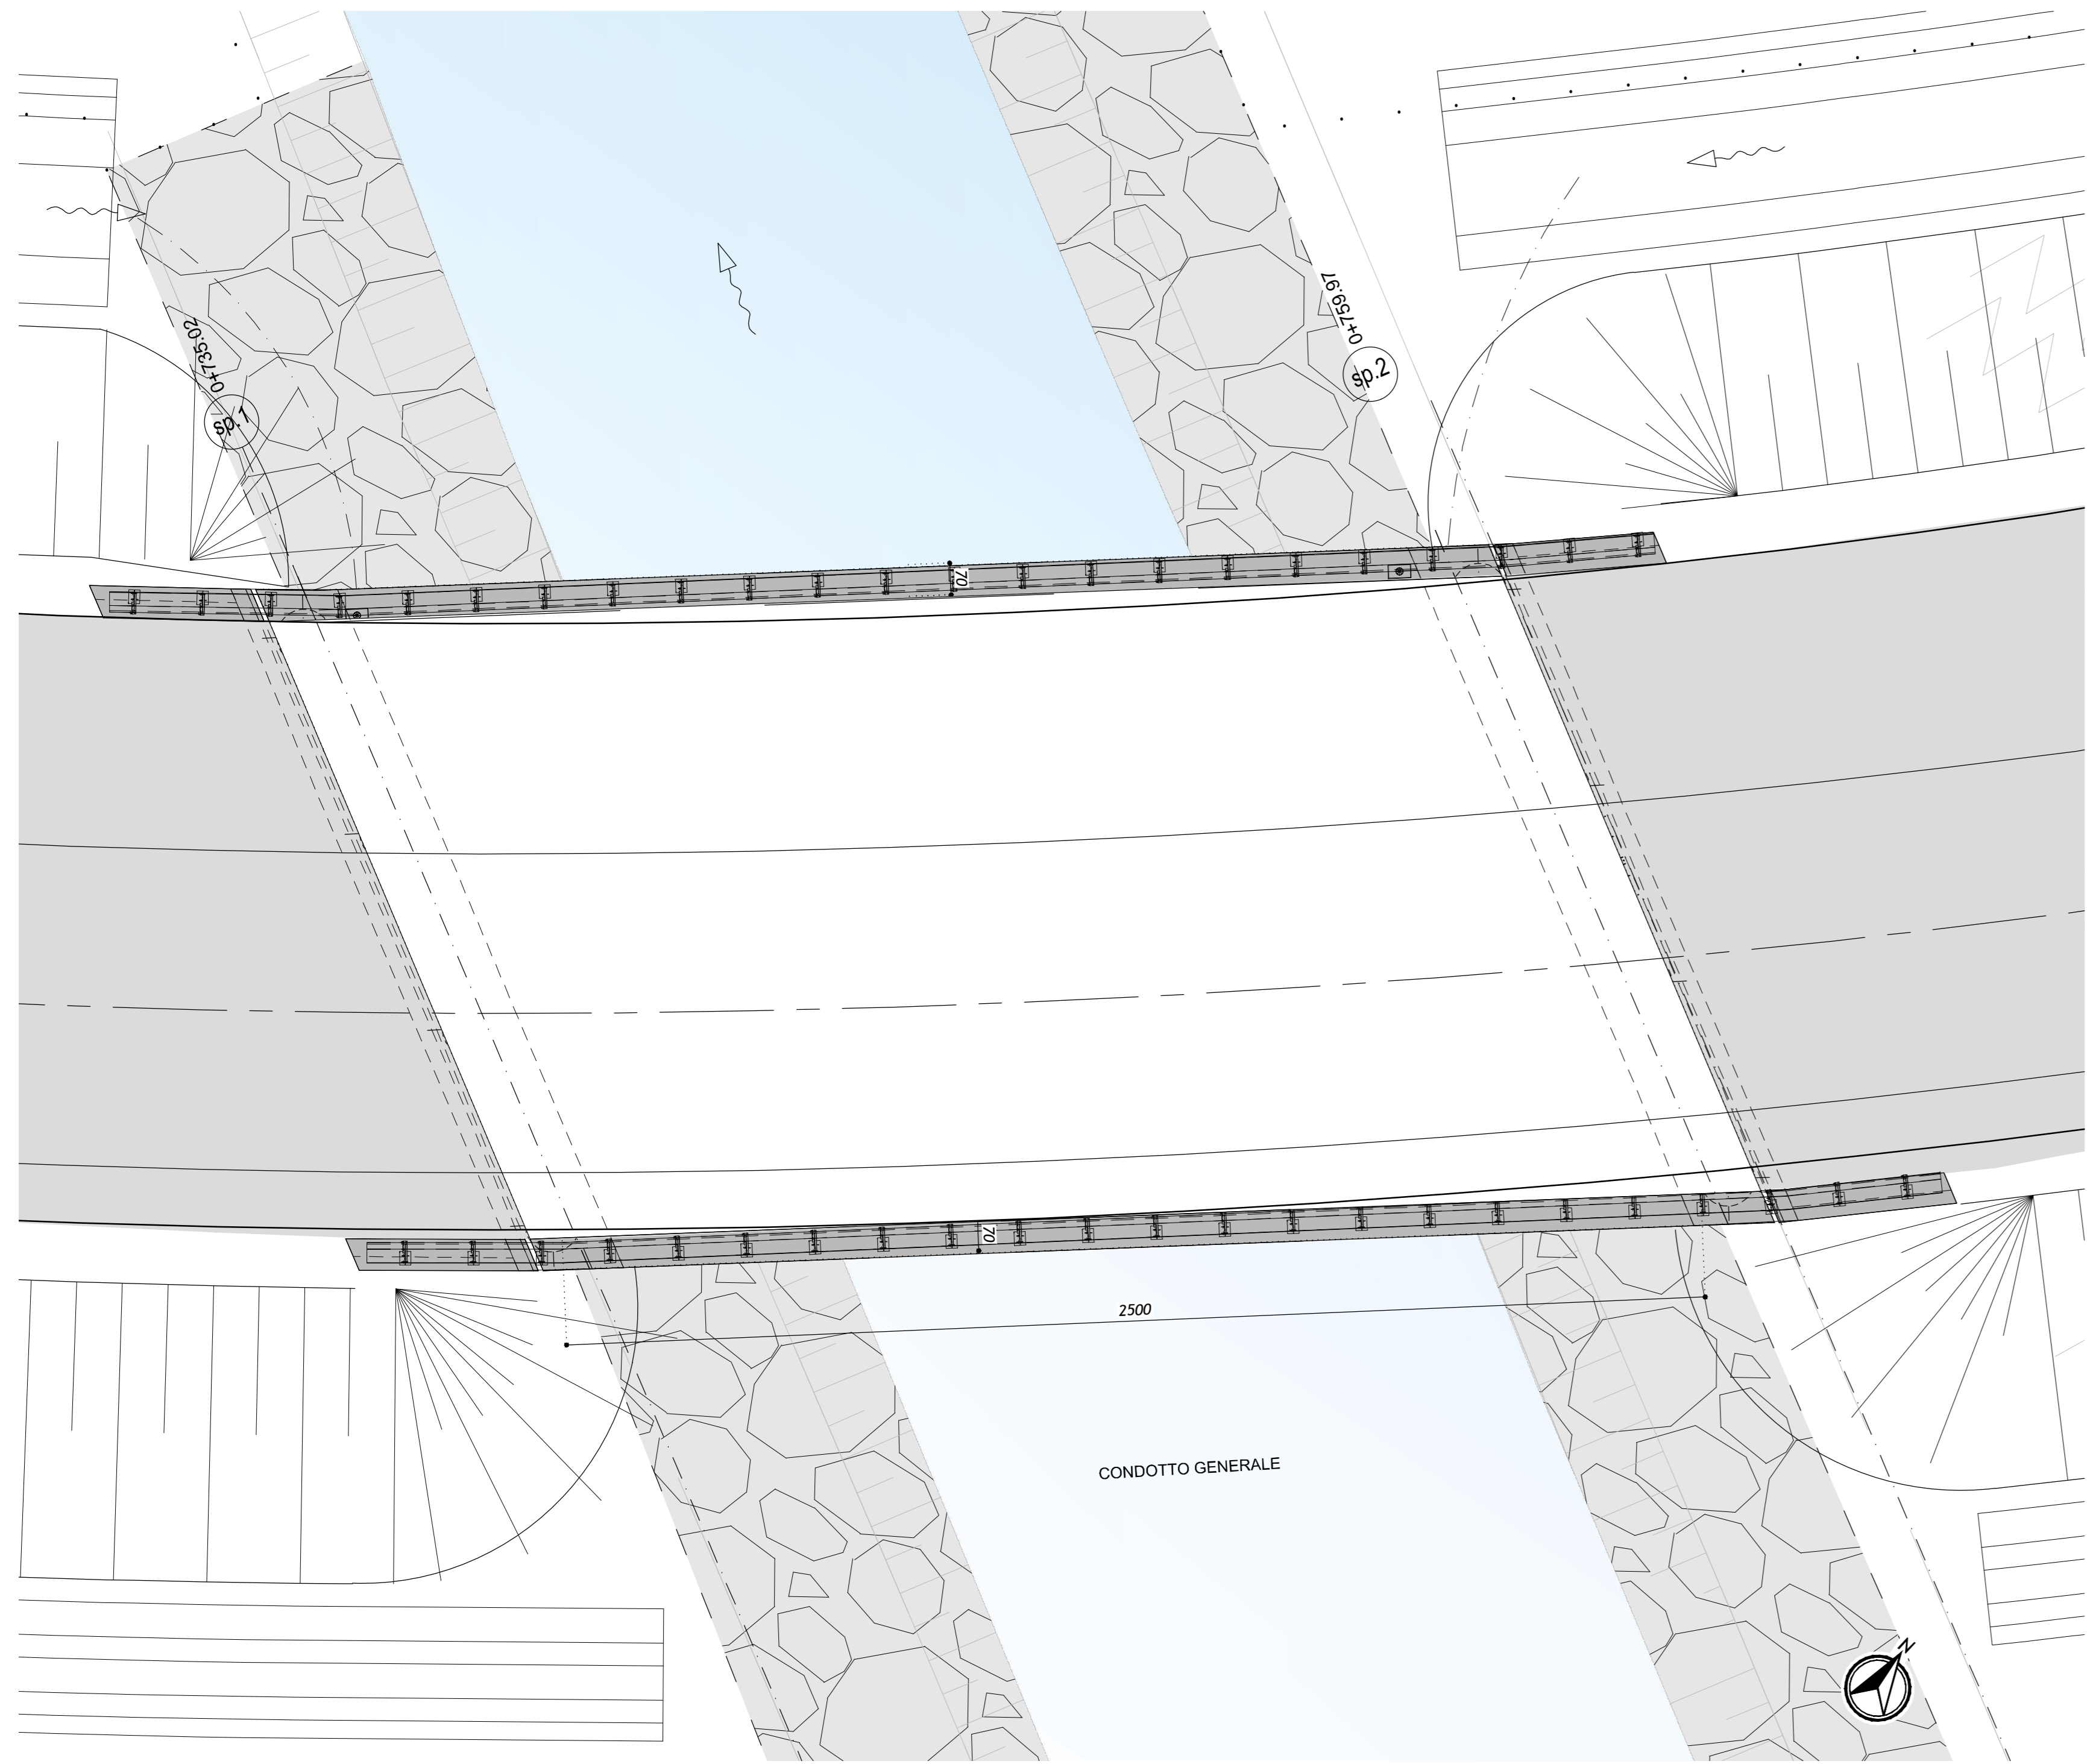 0+735.02
sp.1
0+759.97
sp.2
70
70
2500
CONDOTTO GENERALE
N